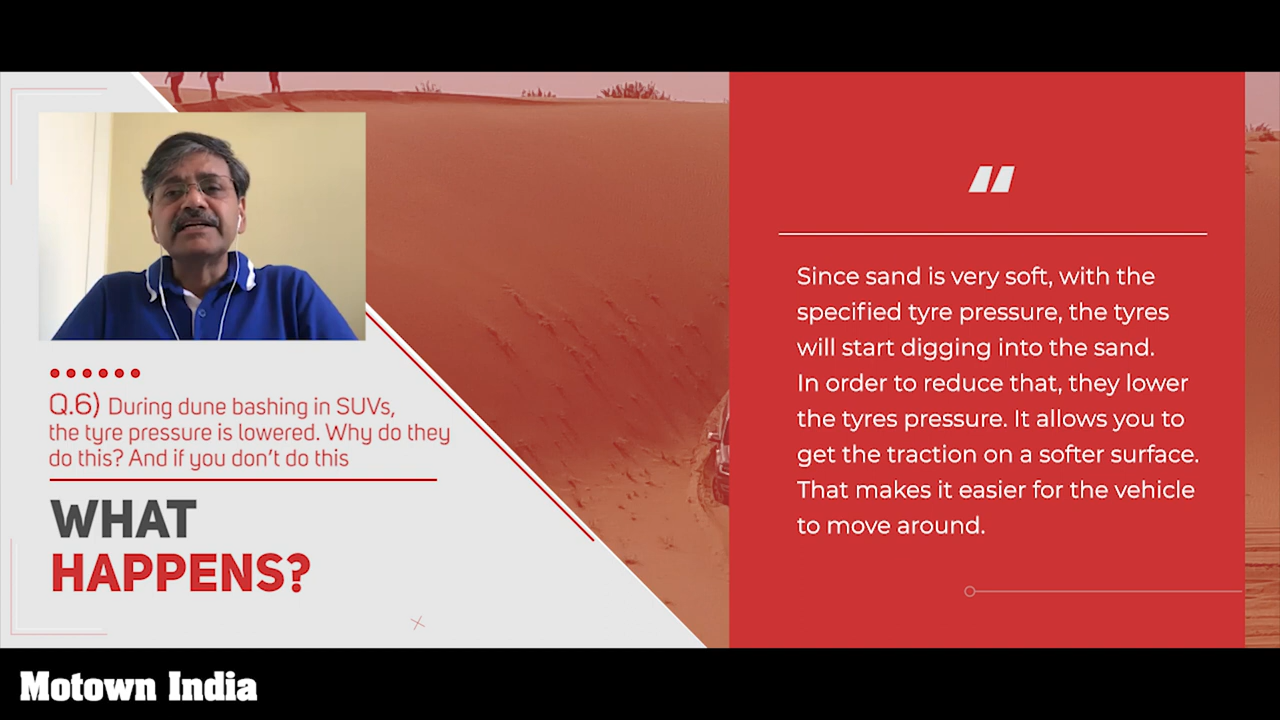 Q.6) During dune bashing in SUVs,
the tyre pressure is lowered. Why do they
do this? And if you don't do this
WHAT
HAPPENS?
Since sand is very soft, with the
specified tyre pressure, the tyres
will start digging into the sand.
In order to reduce that, they lower
the tyres pressure. It allows you to
get the traction on a softer surface.
That makes it easier for the vehicle
to move around.
Motown India